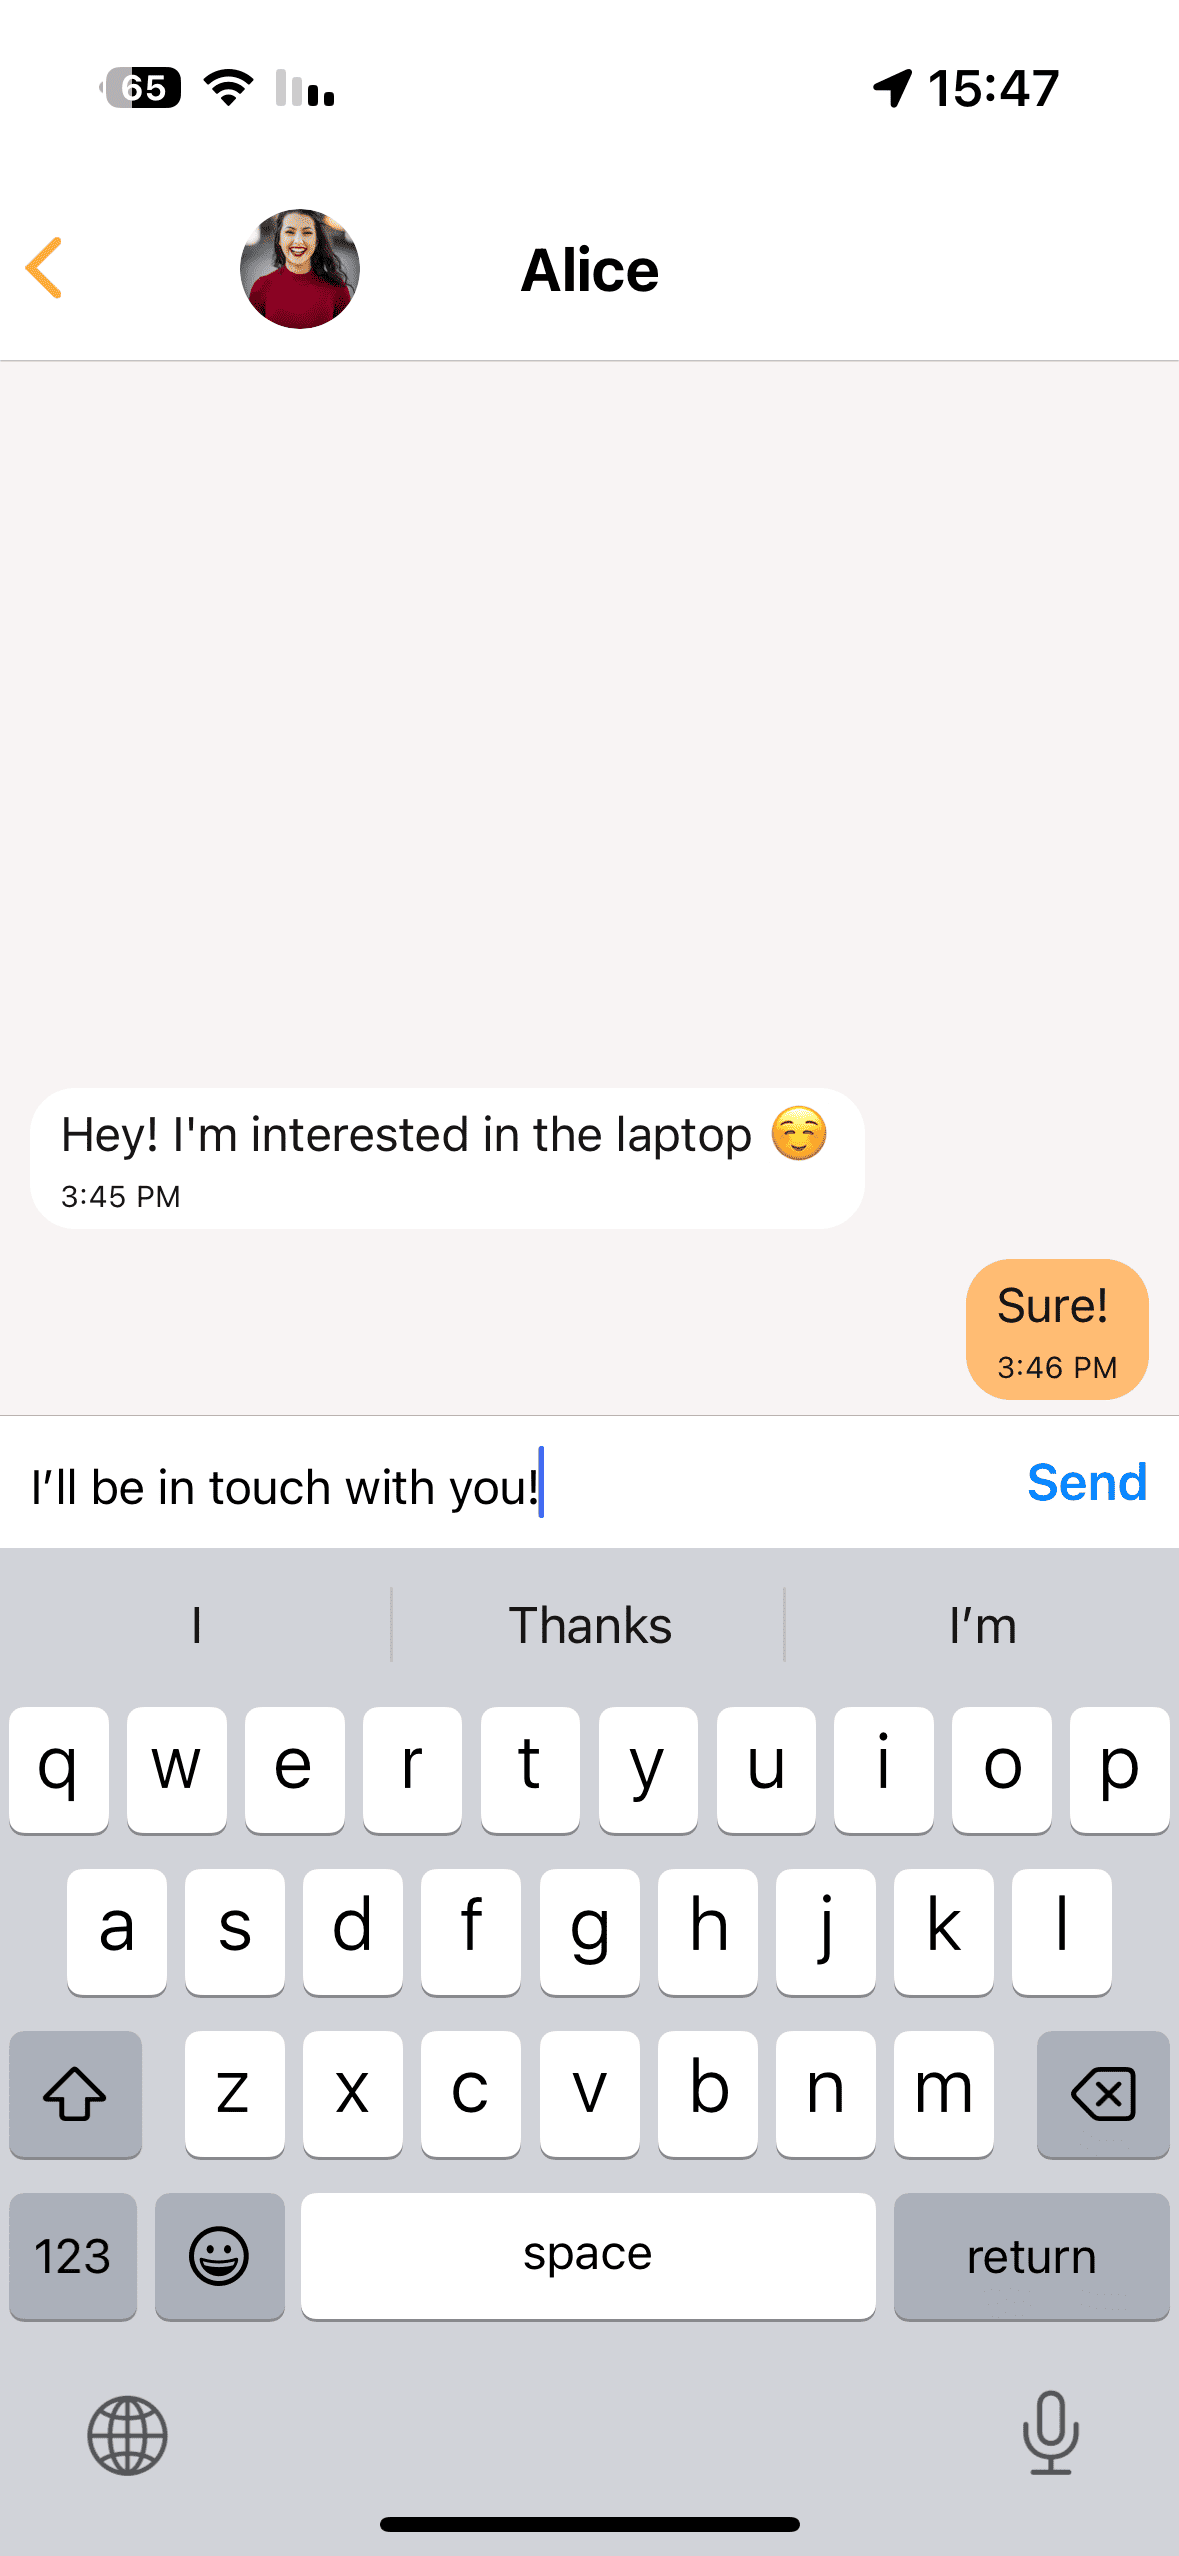 65 15:47
Alice
Hey! I'm interested in the laptop ☺️
3:45 PM
Sure!
3:46 PM
I’ll be in touch with you! Send
I Thanks I’m
q w e r t y u i o p
a s d f g h j k l
z x c v b n m
123 space return